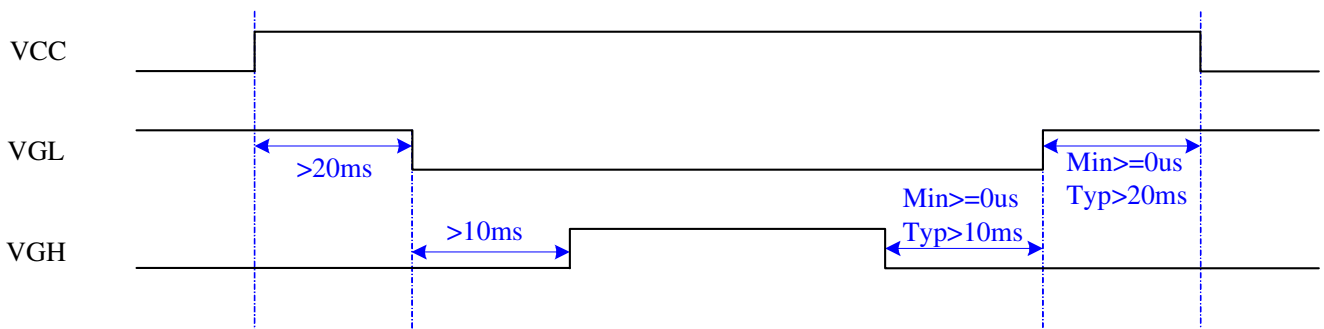 VCC
VGL
>20ms
Min>=0us
Typ>20ms
VGH
>10ms
Min>=0us
Typ>10ms